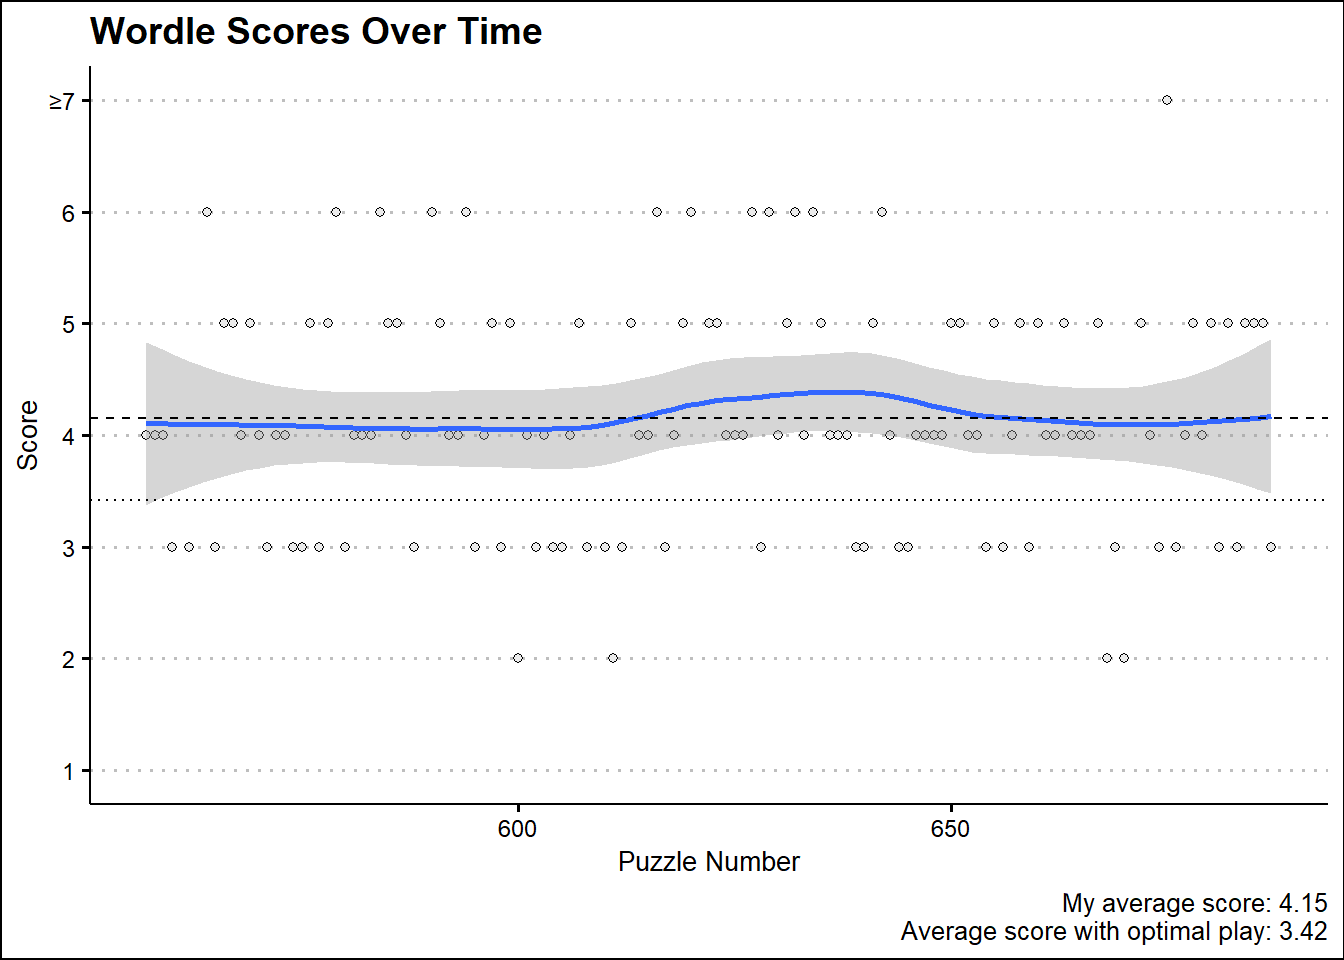 Wordle Scores Over Time
≥7
6
5
4
3
2
1
Score
600 650
Puzzle Number
My average score: 4.15
Average score with optimal play: 3.42